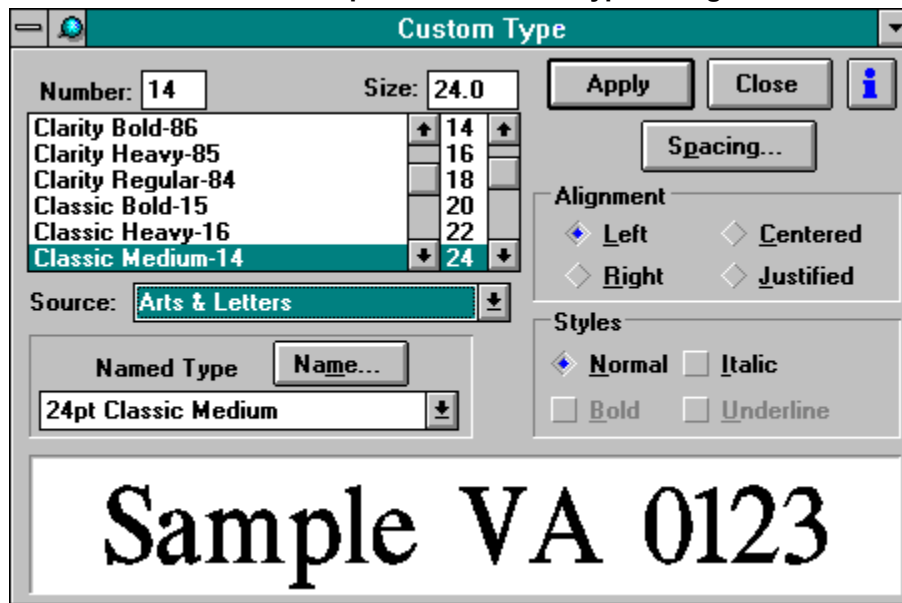 Custom Type
Number: 14
Size: 24.0
Apply
Close
i
Spacing...
Clarity Bold-86
Clarity Heavy-85
Clarity Regular-84
Classic Bold-15
Classic Heavy-16
Classic Medium-14
14
16
18
20
22
24
Alignment
Left
Centered
Right
Justified
Source: Arts & Letters
Styles
Normal
Italic
Bold
Underline
Named Type
Name...
24pt Classic Medium
Sample VA 0123